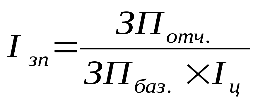 I зп = ЗП отч.
ЗП баз. × I ц